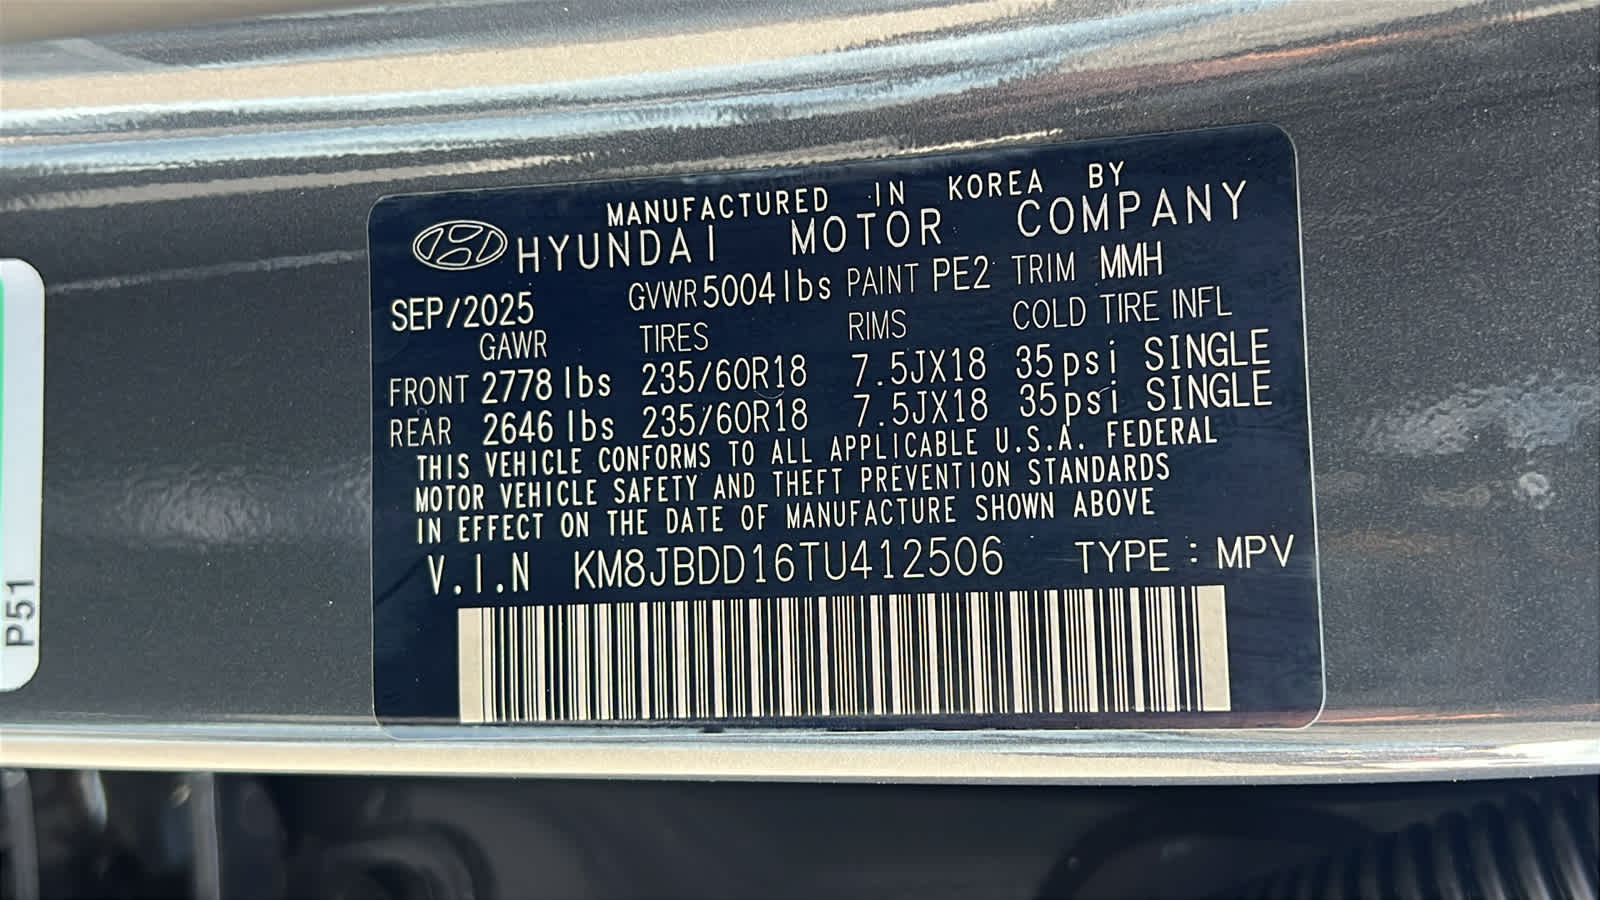 MANUFACTURED IN KOREA BY
HYUNDAI MOTOR COMPANY
SEP/2025 GVWR 5004lbs PAINT PE2 TRIM MMH
GAWR TIRES RIMS COLD TIRE INFL
FRONT 2778 lbs 235/60R18 7.5JX18 35psi SINGLE
REAR 2646 lbs 235/60R18 7.5JX18 35psi SINGLE
THIS VEHICLE CONFORMS TO ALL APPLICABLE U.S.A. FEDERAL
MOTOR VEHICLE SAFETY AND THEFT PREVENTION STANDARDS
IN EFFECT ON THE DATE OF MANUFACTURE SHOWN ABOVE
V.I.N KM8JBDD16TU412506 TYPE : MPV
P51